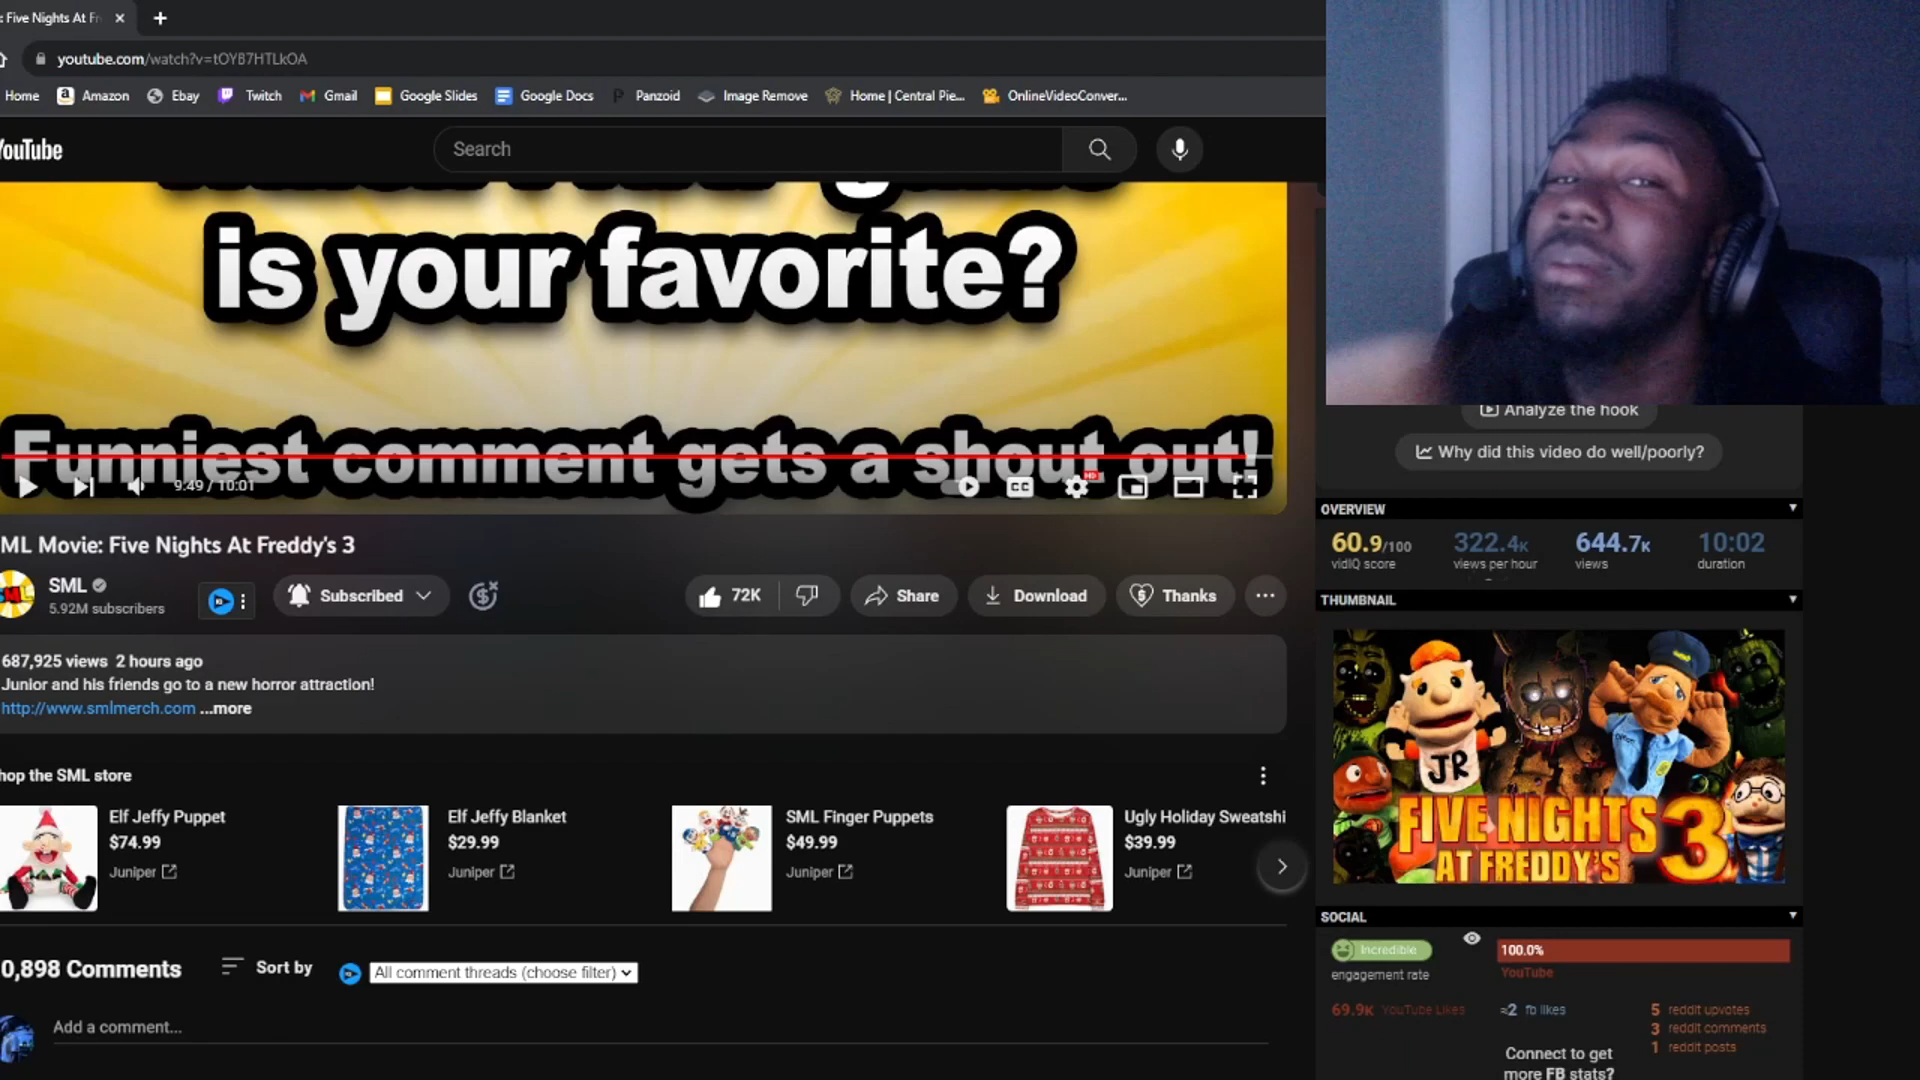 : Five Nights At Fr
youtube.com/watch?v=tOYB7HTLkOA
Home
Amazon
Ebay
Twitch
Gmail
Google Slides
Google Docs
Panzoid
Image Remove
Home | Central Pie...
OnlineVideoConver...
YouTube
Search
is your favorite?
Funniest comment gets a shout out!
9:49 / 10:01
CC
HD
ML Movie: Five Nights At Freddy's 3
SML
5.92M subscribers
Subscribed
72K
Share
Download
Thanks
687,925 views 2 hours ago
Junior and his friends go to a new horror attraction!
http://www.smlmerch.com ...more
hop the SML store
Elf Jeffy Puppet
$74.99
Juniper
Elf Jeffy Blanket
$29.99
Juniper
SML Finger Puppets
$49.99
Juniper
Ugly Holiday Sweatshi
$39.99
Juniper
0,898 Comments
Sort by
All comment threads (choose filter)
Add a comment...
Analyze the hook
Why did this video do well/poorly?
OVERVIEW
60.9/100
vidIQ score
322.4K
views per hour
644.7K
views
10:02
duration
THUMBNAIL
JR
FIVE NIGHTS
AT FREDDY'S
3
SOCIAL
Incredible
engagement rate
100.0%
YouTube
69.9K YouTube Likes
≈2 fb likes
5 reddit upvotes
3 reddit comments
1 reddit posts
Connect to get
more FB stats?